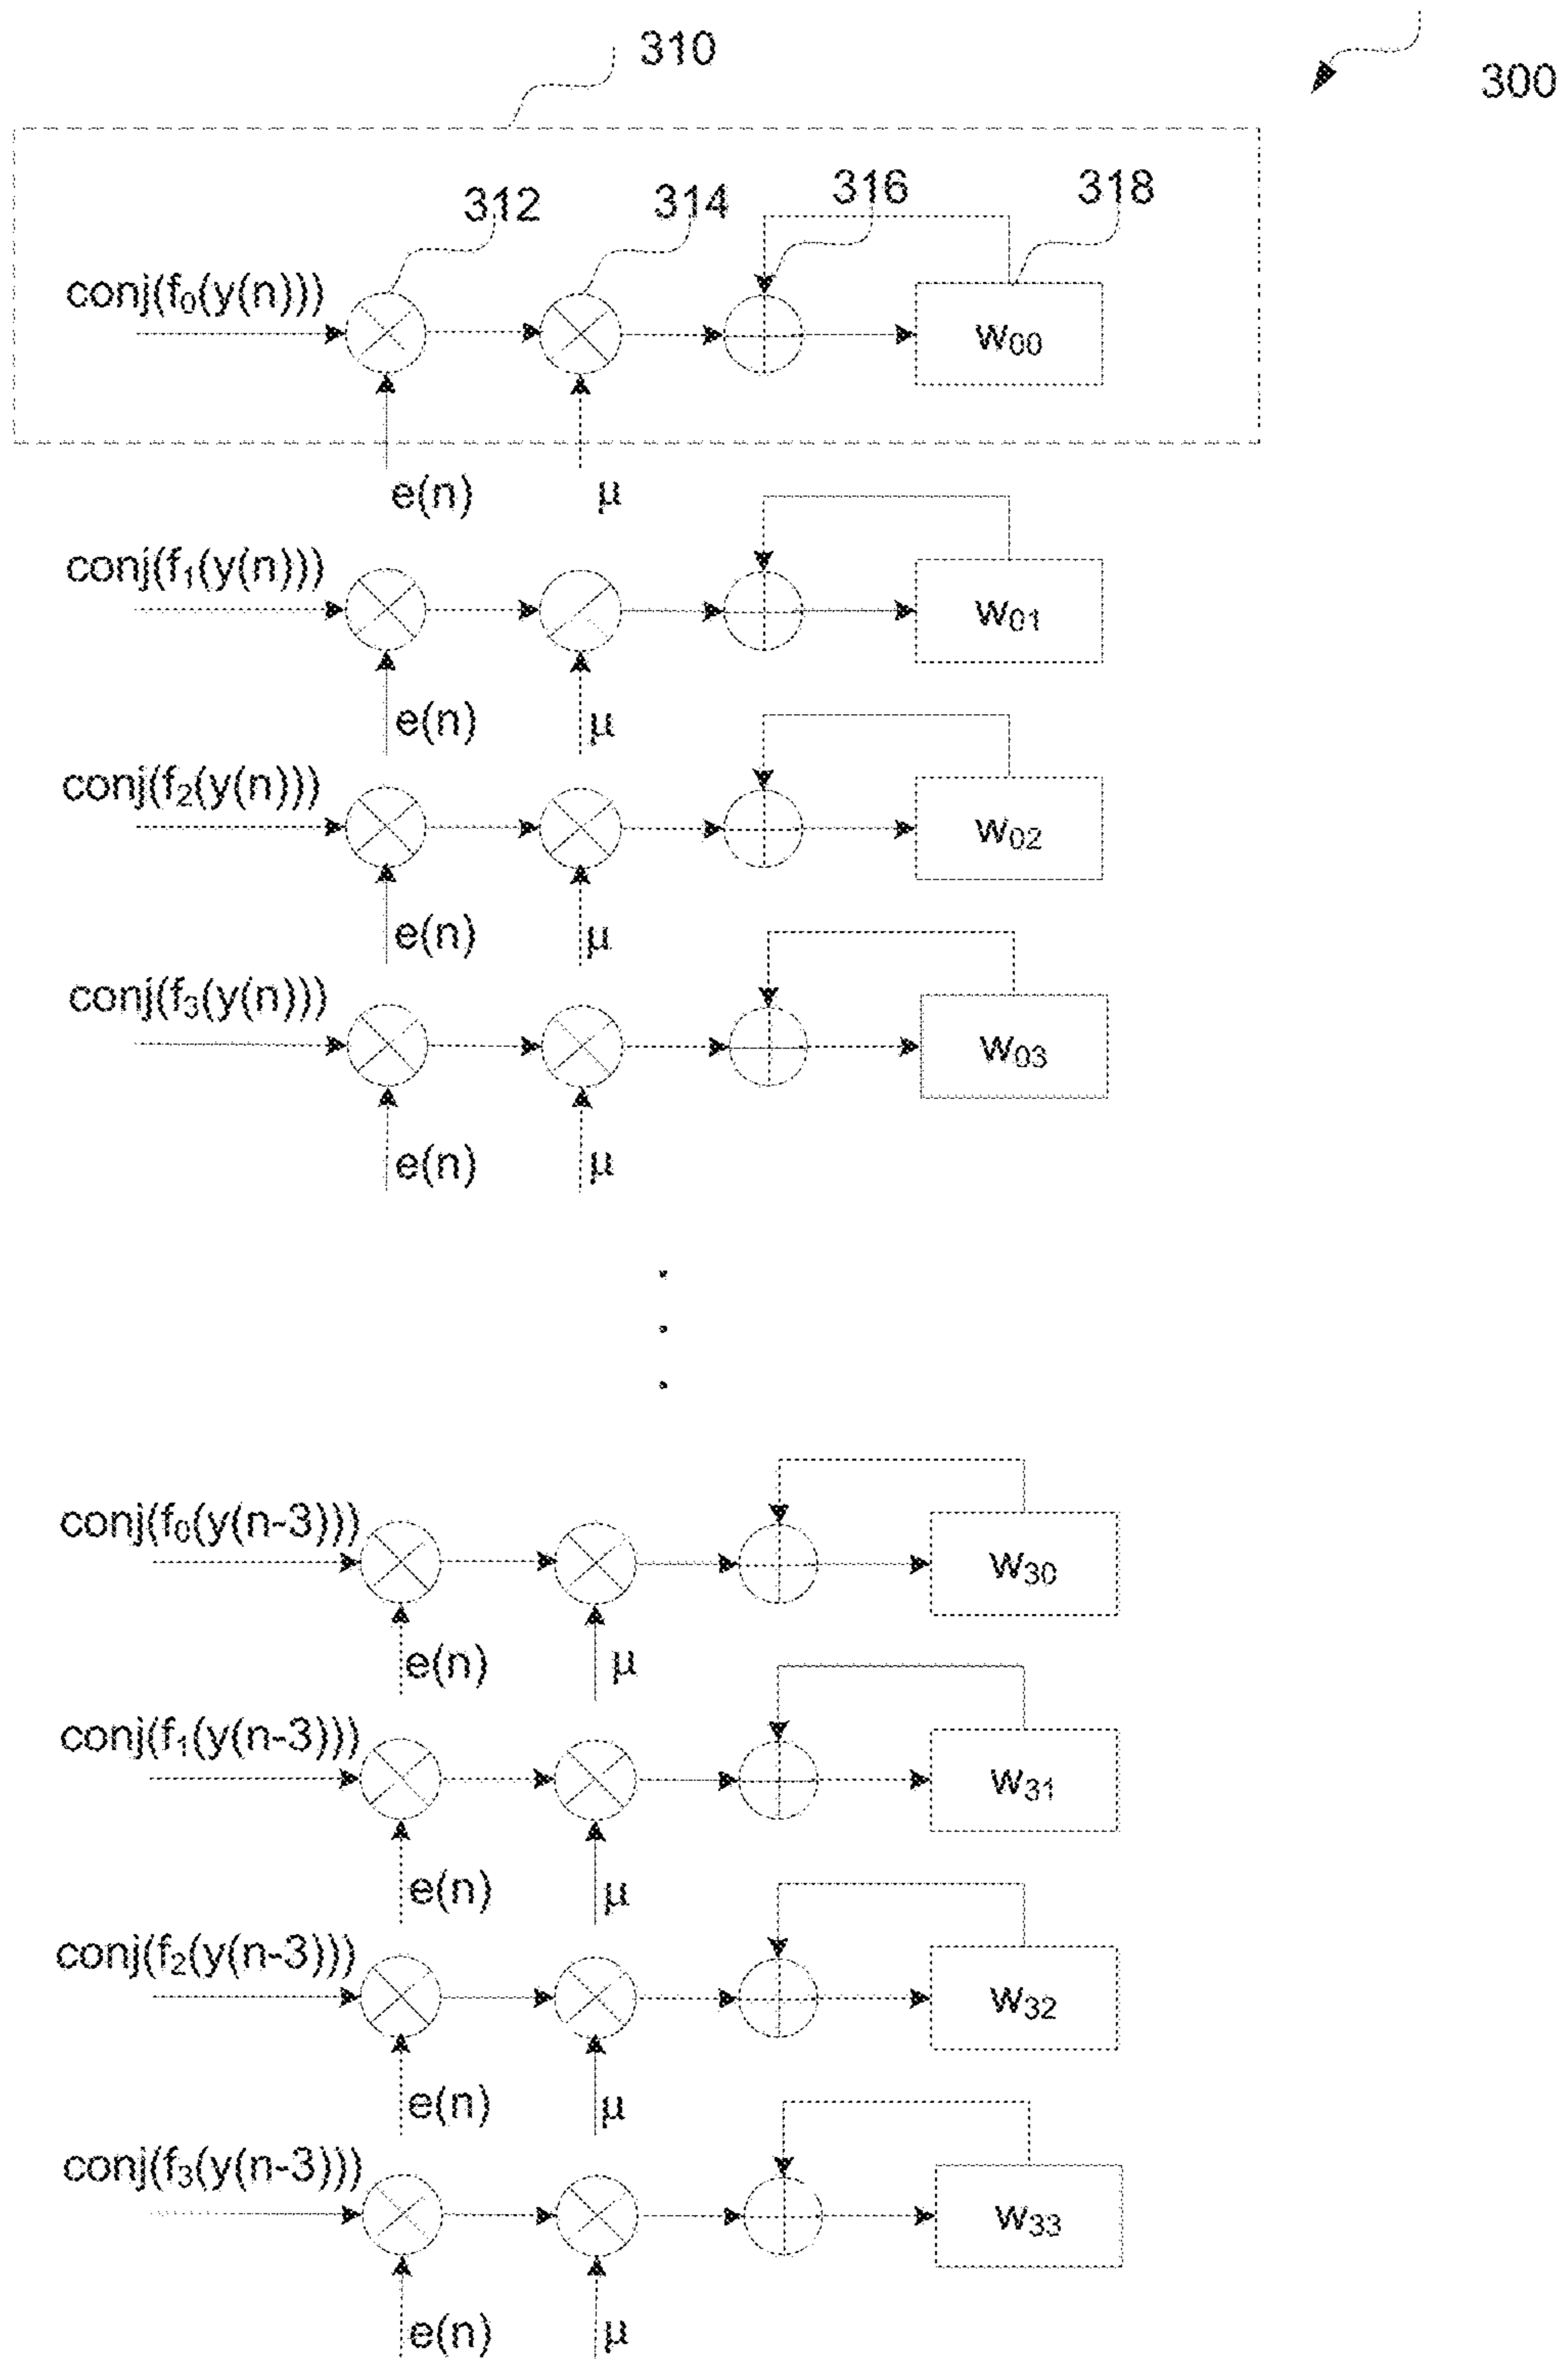 310
300
312 314 316 318
conj(f₀(y(n)))
w₀₀
e(n) μ
conj(f₁(y(n)))
w₀₁
e(n) μ
conj(f₂(y(n)))
w₀₂
e(n) μ
conj(f₃(y(n)))
w₀₃
e(n) μ
conj(f₀(y(n-3)))
w₃₀
e(n) μ
conj(f₁(y(n-3)))
w₃₁
e(n) μ
conj(f₂(y(n-3)))
w₃₂
e(n) μ
conj(f₃(y(n-3)))
w₃₃
e(n) μ